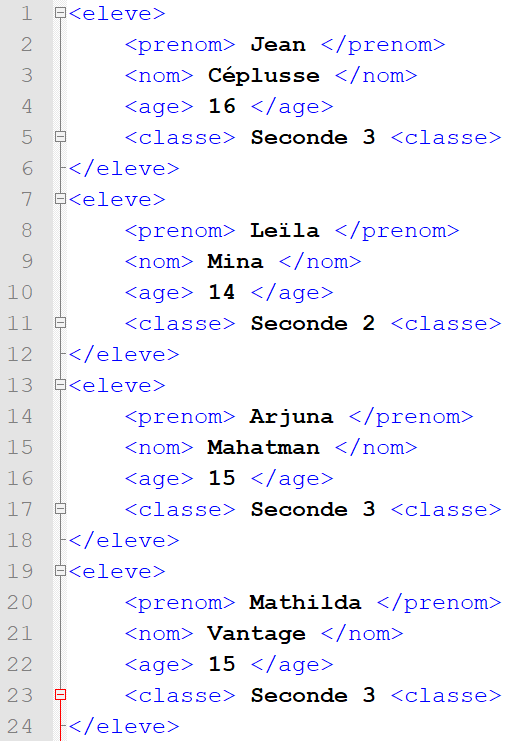 1 <eleve>
2 <prenom> Jean </prenom>
3 <nom> Céplusse </nom>
4 <age> 16 </age>
5 <classe> Seconde 3 <classe>
6 </eleve>
7 <eleve>
8 <prenom> Leïla </prenom>
9 <nom> Mina </nom>
10 <age> 14 </age>
11 <classe> Seconde 2 <classe>
12 </eleve>
13 <eleve>
14 <prenom> Arjuna </prenom>
15 <nom> Mahatman </nom>
16 <age> 15 </age>
17 <classe> Seconde 3 <classe>
18 </eleve>
19 <eleve>
20 <prenom> Mathilda </prenom>
21 <nom> Vantage </nom>
22 <age> 15 </age>
23 <classe> Seconde 3 <classe>
24 </eleve>